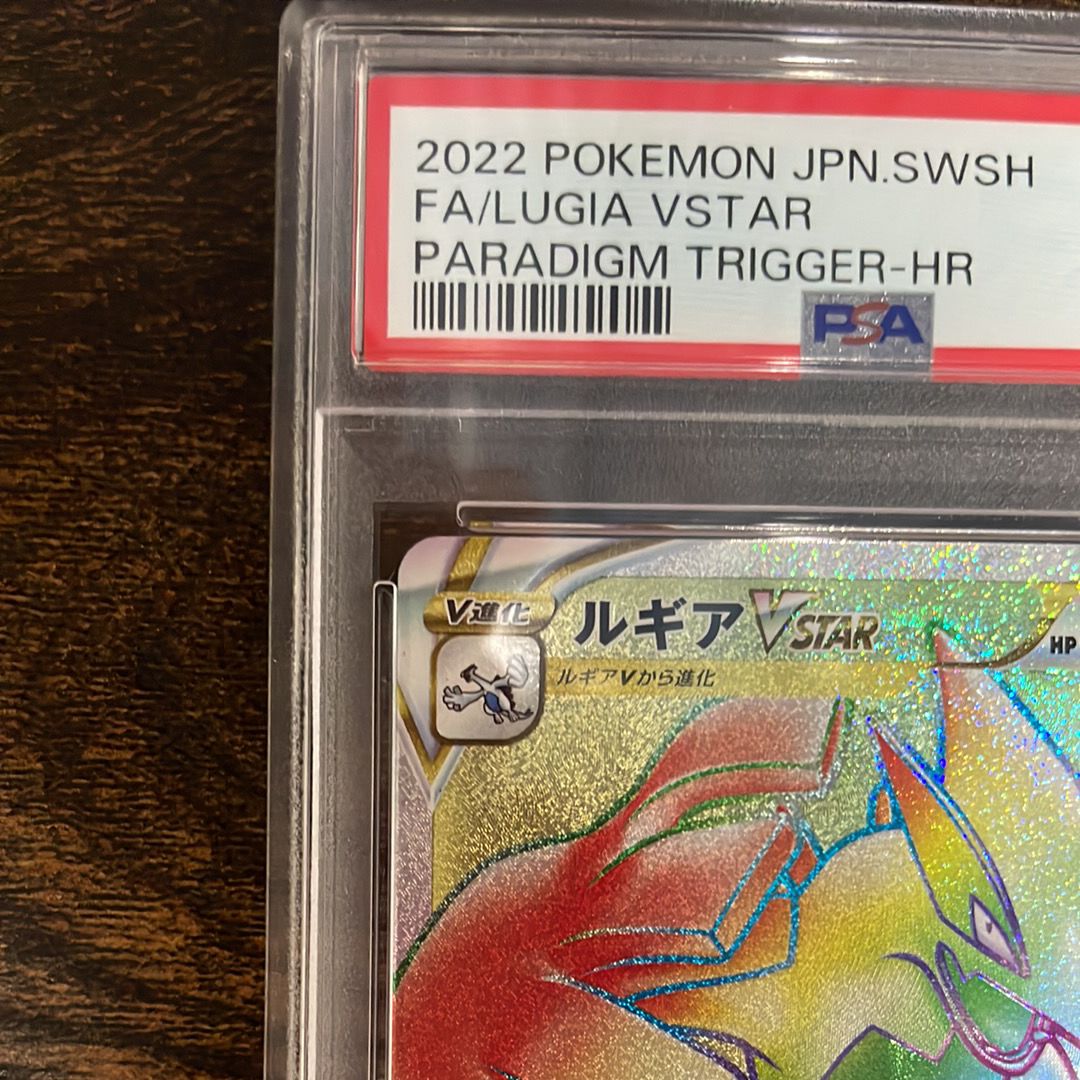 2022 POKEMON JPN.SWSH
FA/LUGIA VSTAR
PARADIGM TRIGGER-HR
PSA
V進化
ルギア VSTAR
HP
ルギアVから進化